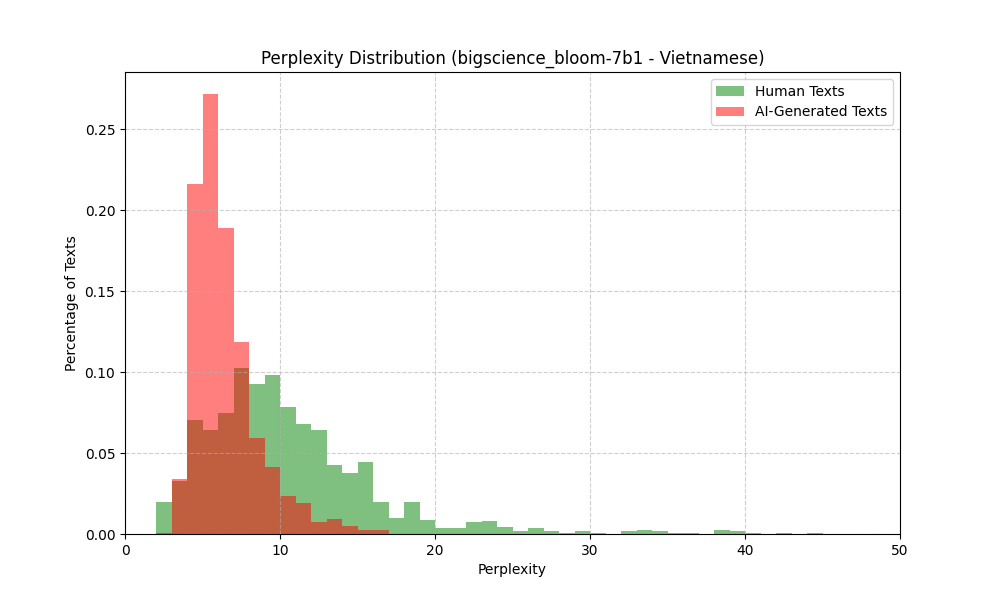 Perplexity Distribution (bigscience_bloom-7b1 - Vietnamese)
Human Texts
AI-Generated Texts
Percentage of Texts
0.25
0.20
0.15
0.10
0.05
0.00
0 10 20 30 40 50
Perplexity